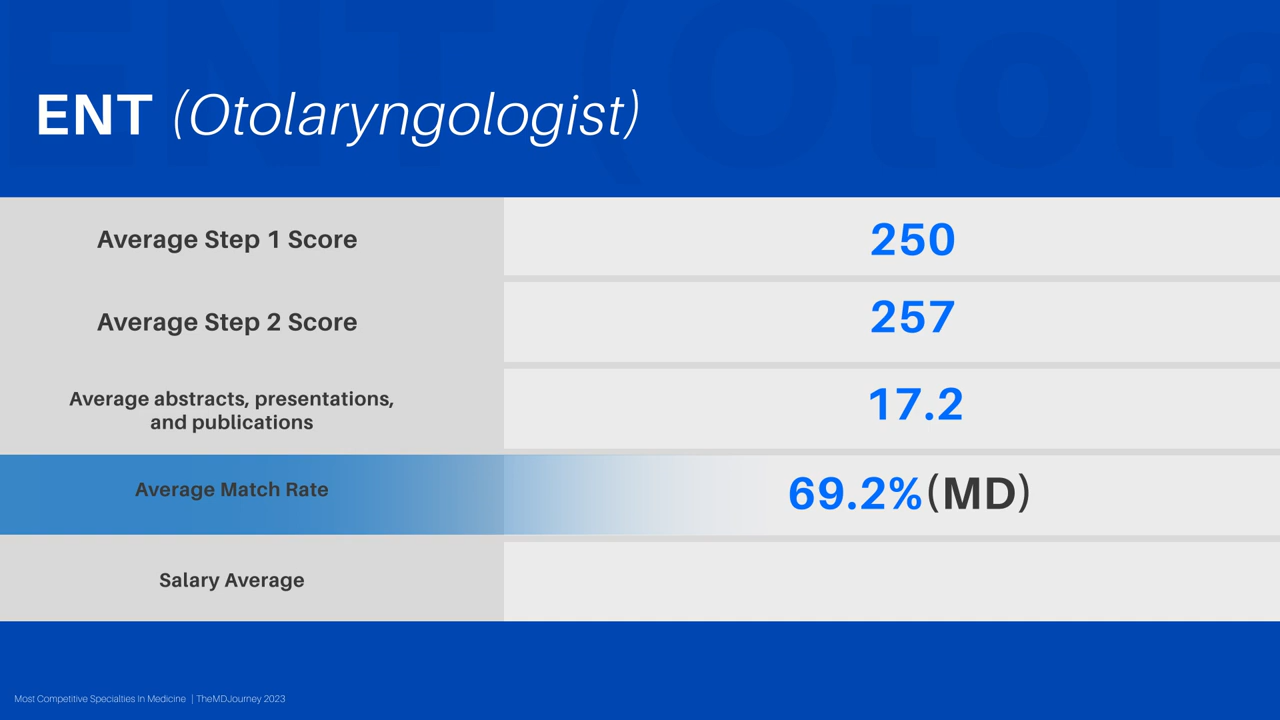 ENT (Otolaryngologist)
Average Step 1 Score
250
Average Step 2 Score
257
Average abstracts, presentations,
and publications
17.2
Average Match Rate
69.2%(MD)
Salary Average
Most Competitive Specialties In Medicine | TheMDJourney 2023